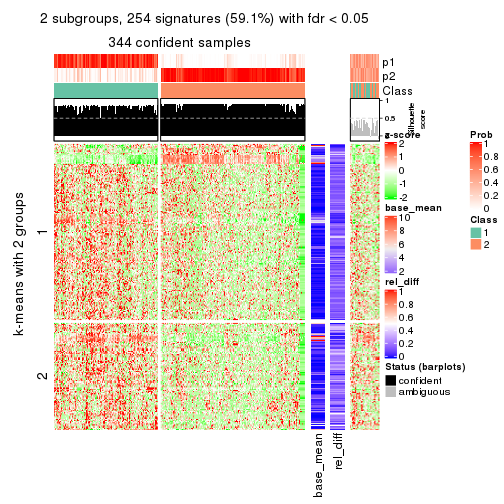 2 subgroups, 254 signatures (59.1%) with fdr < 0.05
344 confident samples
p1
p2
Class
1
0.5
0
Silhouette
score
k-means with 2 groups
1
2
base_mean
rel_diff
z-score
2
1
0
-1
-2
base_mean
10
8
6
4
2
rel_diff
1
0.8
0.6
0.4
0.2
0
Status (barplots)
confident
ambiguous
Prob
1
0.8
0.6
0.4
0.2
0
Class
1
2